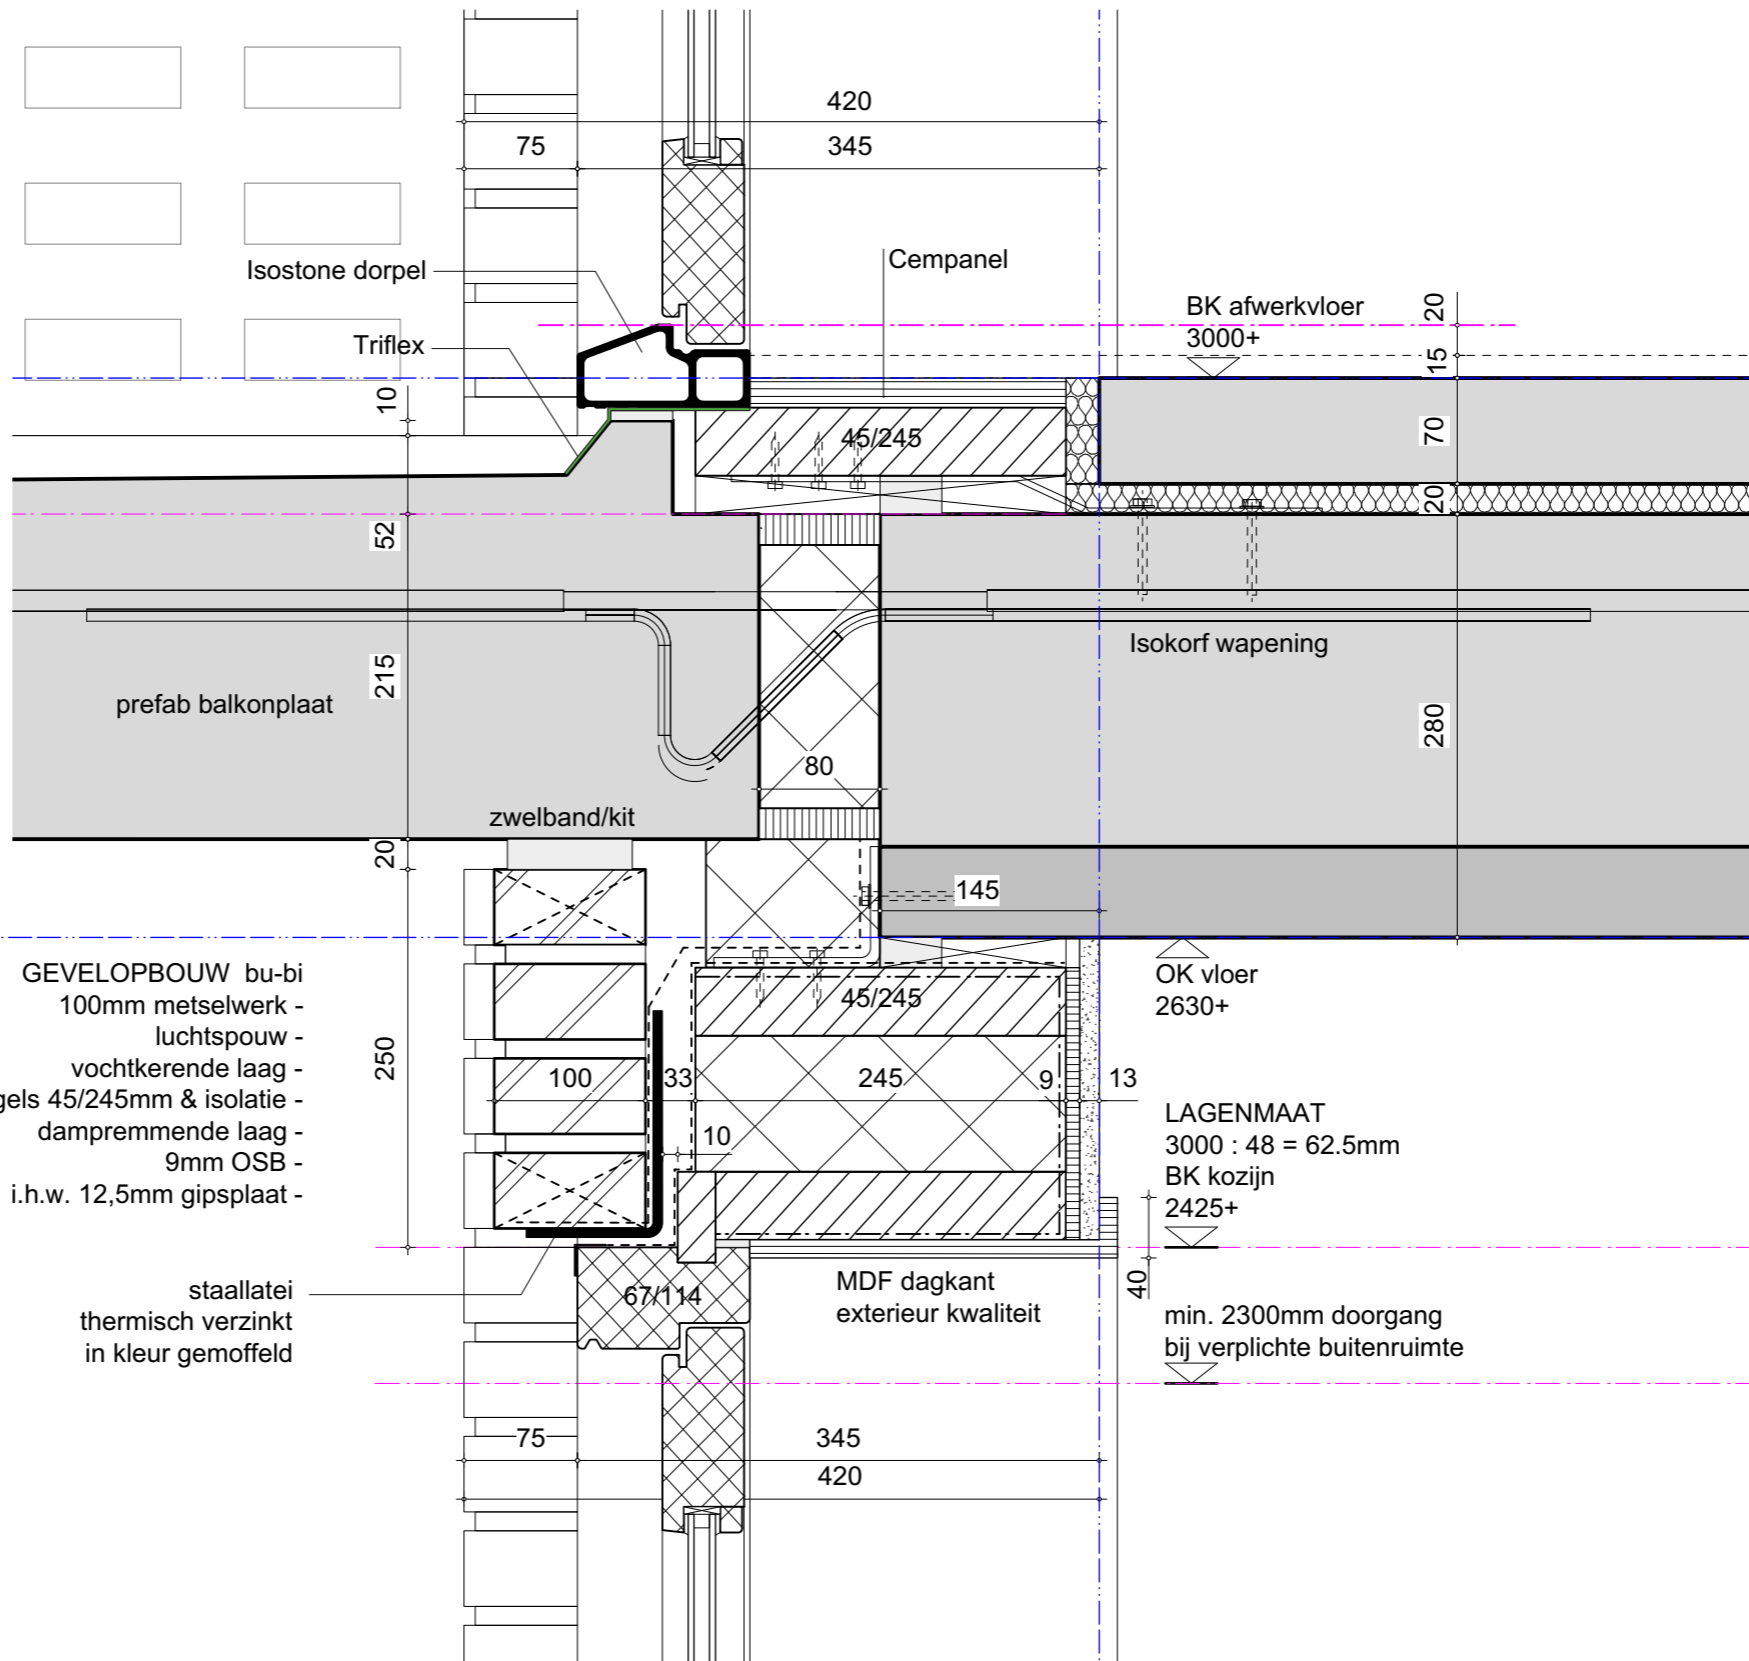 420
75
345
Isostone dorpel
Cempanel
BK afwerkvloer
3000+
20
Triflex
15
10
45/245
70
20
52
Isokorf wapening
215
prefab balkonplaat
280
80
zwelband/kit
20
145
GEVELOPBOUW bu-bi
100mm metselwerk -
luchtspouw -
vochtkerende laag -
gels 45/245mm & isolatie -
dampremmende laag -
9mm OSB -
i.h.w. 12,5mm gipsplaat -
OK vloer
2630+
45/245
250
100
33
245
9
13
10
LAGENMAAT
3000 : 48 = 62.5mm
BK kozijn
2425+
staallatei
thermisch verzinkt
in kleur gemoffeld
67/114
MDF dagkant
exterieur kwaliteit
40
min. 2300mm doorgang
bij verplichte buitenruimte
75
345
420